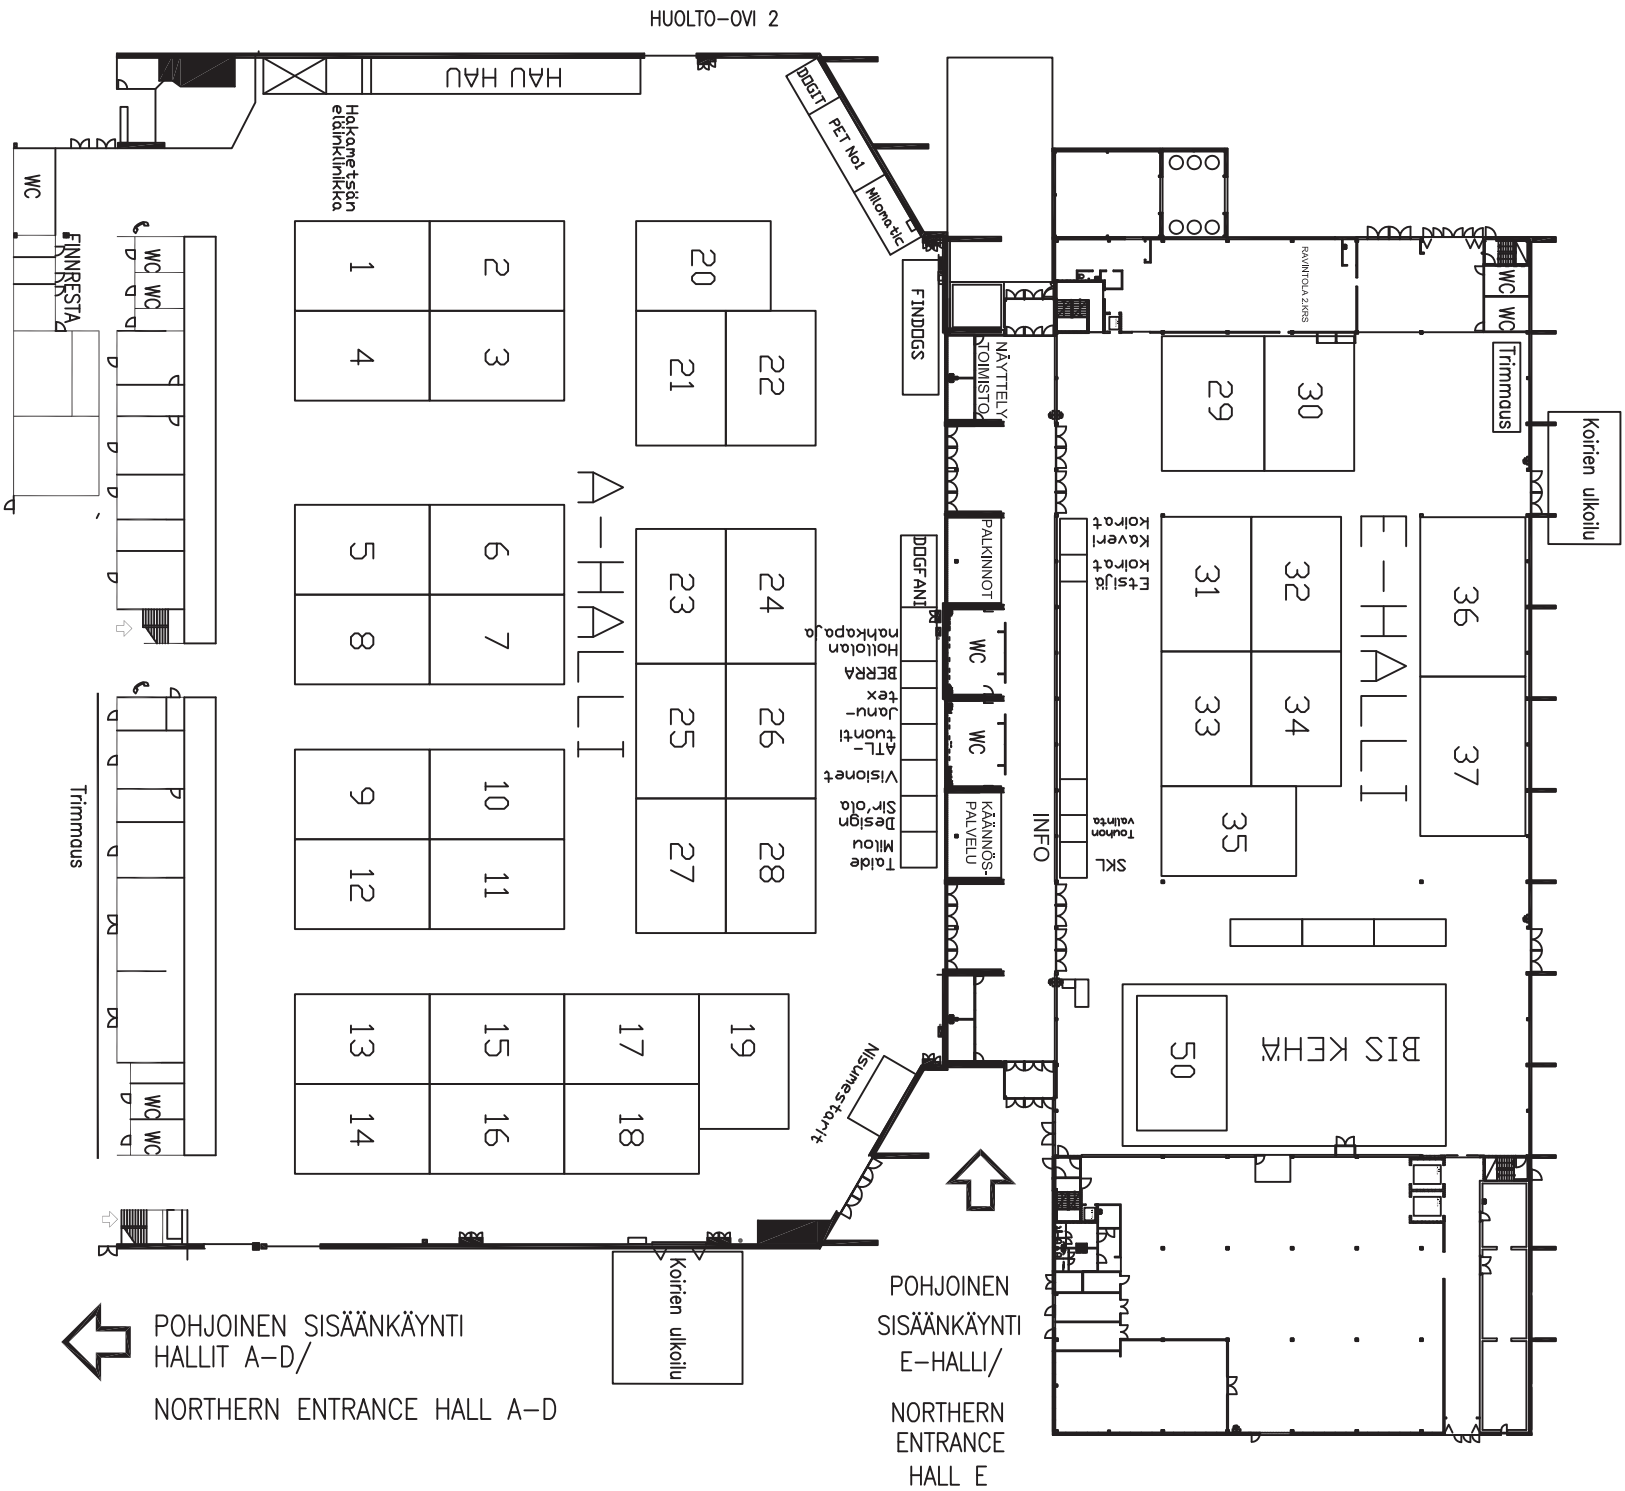 HUOLTO-OVI 2
HAU HAU
Hakametsän
eläinklinikka
DOGIT
PET No1
Milomatic
WC
FINNRESTA
WC
WC
1
2
4
3
20
21
22
FINDOGS
NÄYTTELY
TOIMISTO
RAVINTOLA 2.KRS
WC
WC
Trimmaus
Koirien ulkoilu
29
30
A-HALLI
5
6
8
7
23
24
25
26
27
28
9
10
12
11
DOGFANI
Hollolan
nahkapaja
BERRA
Janu-
tex
ATL-
tuonti
Visionet
Design
Sir'ola
Taide
Milou
PALKINNOT
WC
WC
KÄÄNNÖS-
PALVELU
INFO
Kaveri
koirat
Etsijä
koirat
Touhon
valinta
SKL
31
32
33
34
35
E-HALLI
36
37
Trimmaus
13
15
17
19
14
16
18
WC
WC
Nisumestarit
50
BIS KEHÄ
Koirien ulkoilu
POHJOINEN SISÄÄNKÄYNTI
HALLIT A-D/
NORTHERN ENTRANCE HALL A-D
POHJOINEN
SISÄÄNKÄYNTI
E-HALLI/
NORTHERN
ENTRANCE
HALL E